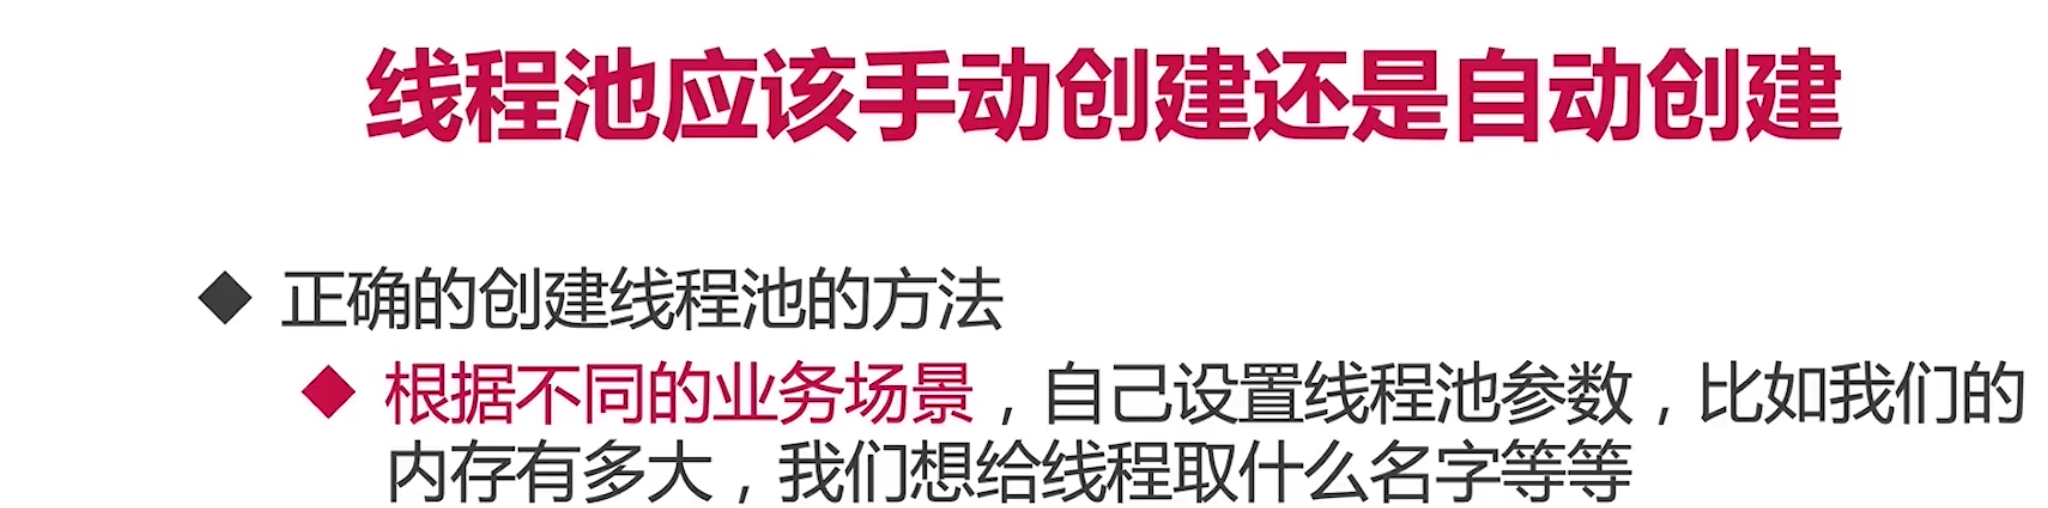 线程池应该手动创建还是自动创建
◆ 正确的创建线程池的方法
◆ 根据不同的业务场景，自己设置线程池参数，比如我们的
内存有多大，我们想给线程取什么名字等等